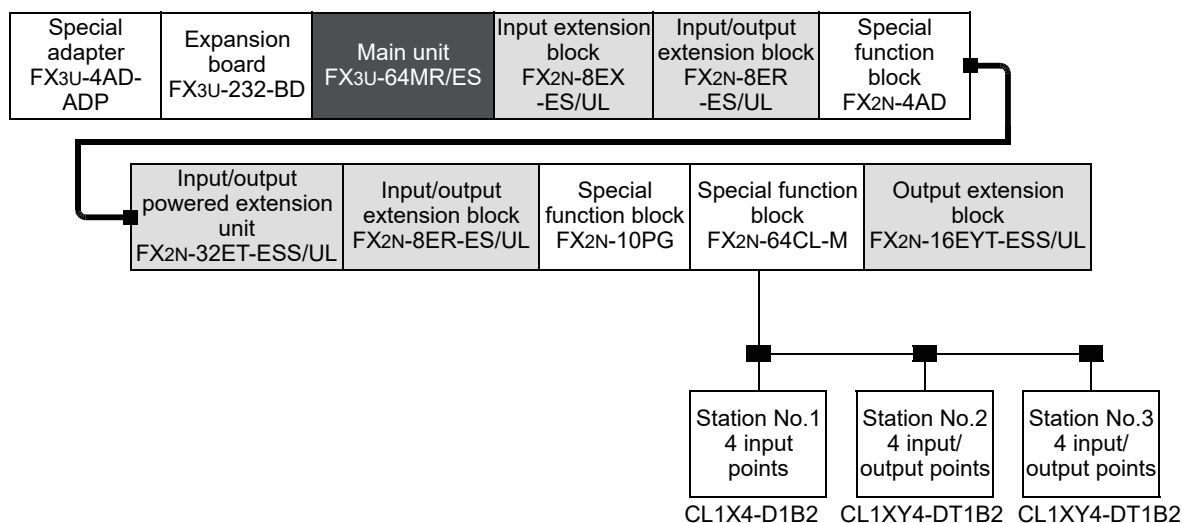 Special
adapter
FX3U-4AD-
ADP
Expansion
board
FX3U-232-BD
Main unit
FX3U-64MR/ES
Input extension
block
FX2N-8EX
-ES/UL
Input/output
extension block
FX2N-8ER
-ES/UL
Special
function
block
FX2N-4AD
Input/output
powered extension
unit
FX2N-32ET-ESS/UL
Input/output
extension block
FX2N-8ER-ES/UL
Special
function block
FX2N-10PG
Special function
block
FX2N-64CL-M
Output extension
block
FX2N-16EYT-ESS/UL
Station No.1
4 input
points
Station No.2
4 input/
output points
Station No.3
4 input/
output points
CL1X4-D1B2
CL1XY4-DT1B2
CL1XY4-DT1B2